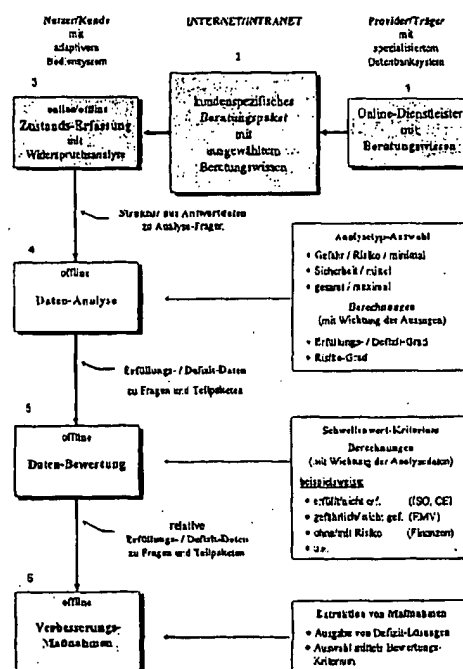 Nutzer/Kunde
mit
adaptivem
Bediensystem
INTERNET/INTRANET
Provider/Träger
mit
spezialisiertem
Datenbanksystem
3
online/offline
Zustands-Erfassung
mit
Widerspruchsanalyse
2
kundenspezifisches
Beratungspaket
mit
ausgewähltem
Beratungswissen
1
Online-Dienstleister
mit
Beratungswissen
Struktur aus Antwortdaten
zu Analyse-Fragen
4
offline
Daten-Analyse
Analysetyp-Auswahl
• Gefahr / Risiko / minimal
• Sicherheit / mittel
• gesamt / maximal
Berechnungen
(mit Wichtung der Aussagen)
• Erfüllungs- / Defizit-Grad
• Risiko-Grad
Erfüllungs- / Defizit-Daten
zu Fragen und Teilpaketen
5
offline
Daten-Bewertung
Schwellenwert-Kriterium
Berechnungen
(mit Wichtung der Analysedaten)
beispielsweise:
• erfüllt/nicht erf. (ISO, CE)
• gefährlich/nicht gef. (EMV)
• ohne/mit Risiko (Finanzen)
• u.a.
relative
Erfüllungs- / Defizit-Daten
zu Fragen und Teilpaketen
6
offline
Verbesserungs-
Maßnahmen
Extraktion von Maßnahmen
• Ausgabe von Defizit-Lösungen
• Auswahl mittels Bewertungs-
Kriterium